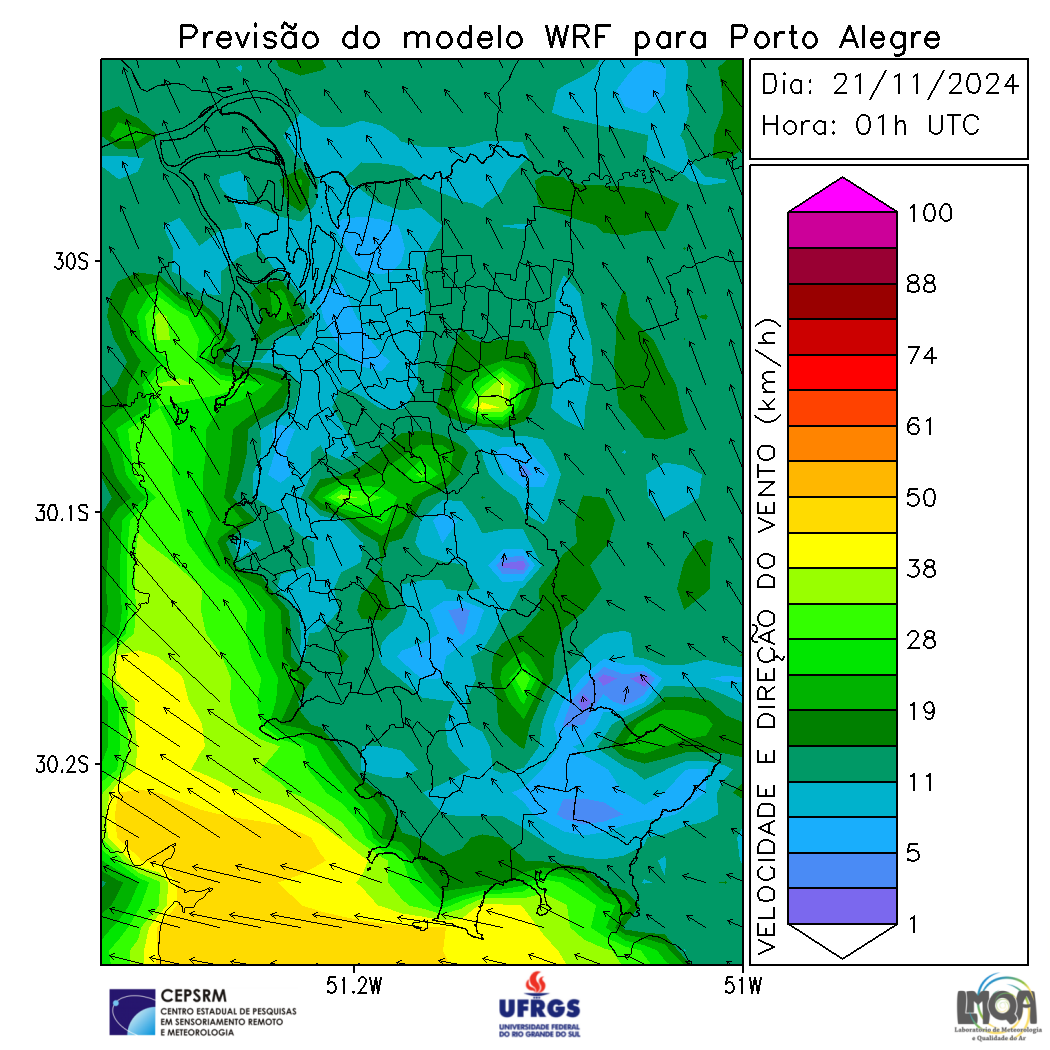 Previsão do modelo WRF para Porto Alegre
Dia: 21/11/2024
Hora: 01h UTC
30S
30.1S
30.2S
51.2W
51W
VELOCIDADE E DIREÇÃO DO VENTO (km/h)
100
88
74
61
50
38
28
19
11
5
1
CEPSRM
CENTRO ESTADUAL DE PESQUISAS
EM SENSORIAMENTO REMOTO
E METEOROLOGIA
UFRGS
UNIVERSIDADE FEDERAL
DO RIO GRANDE DO SUL
LMQA
Laboratório de Meteorologia
e Qualidade do Ar